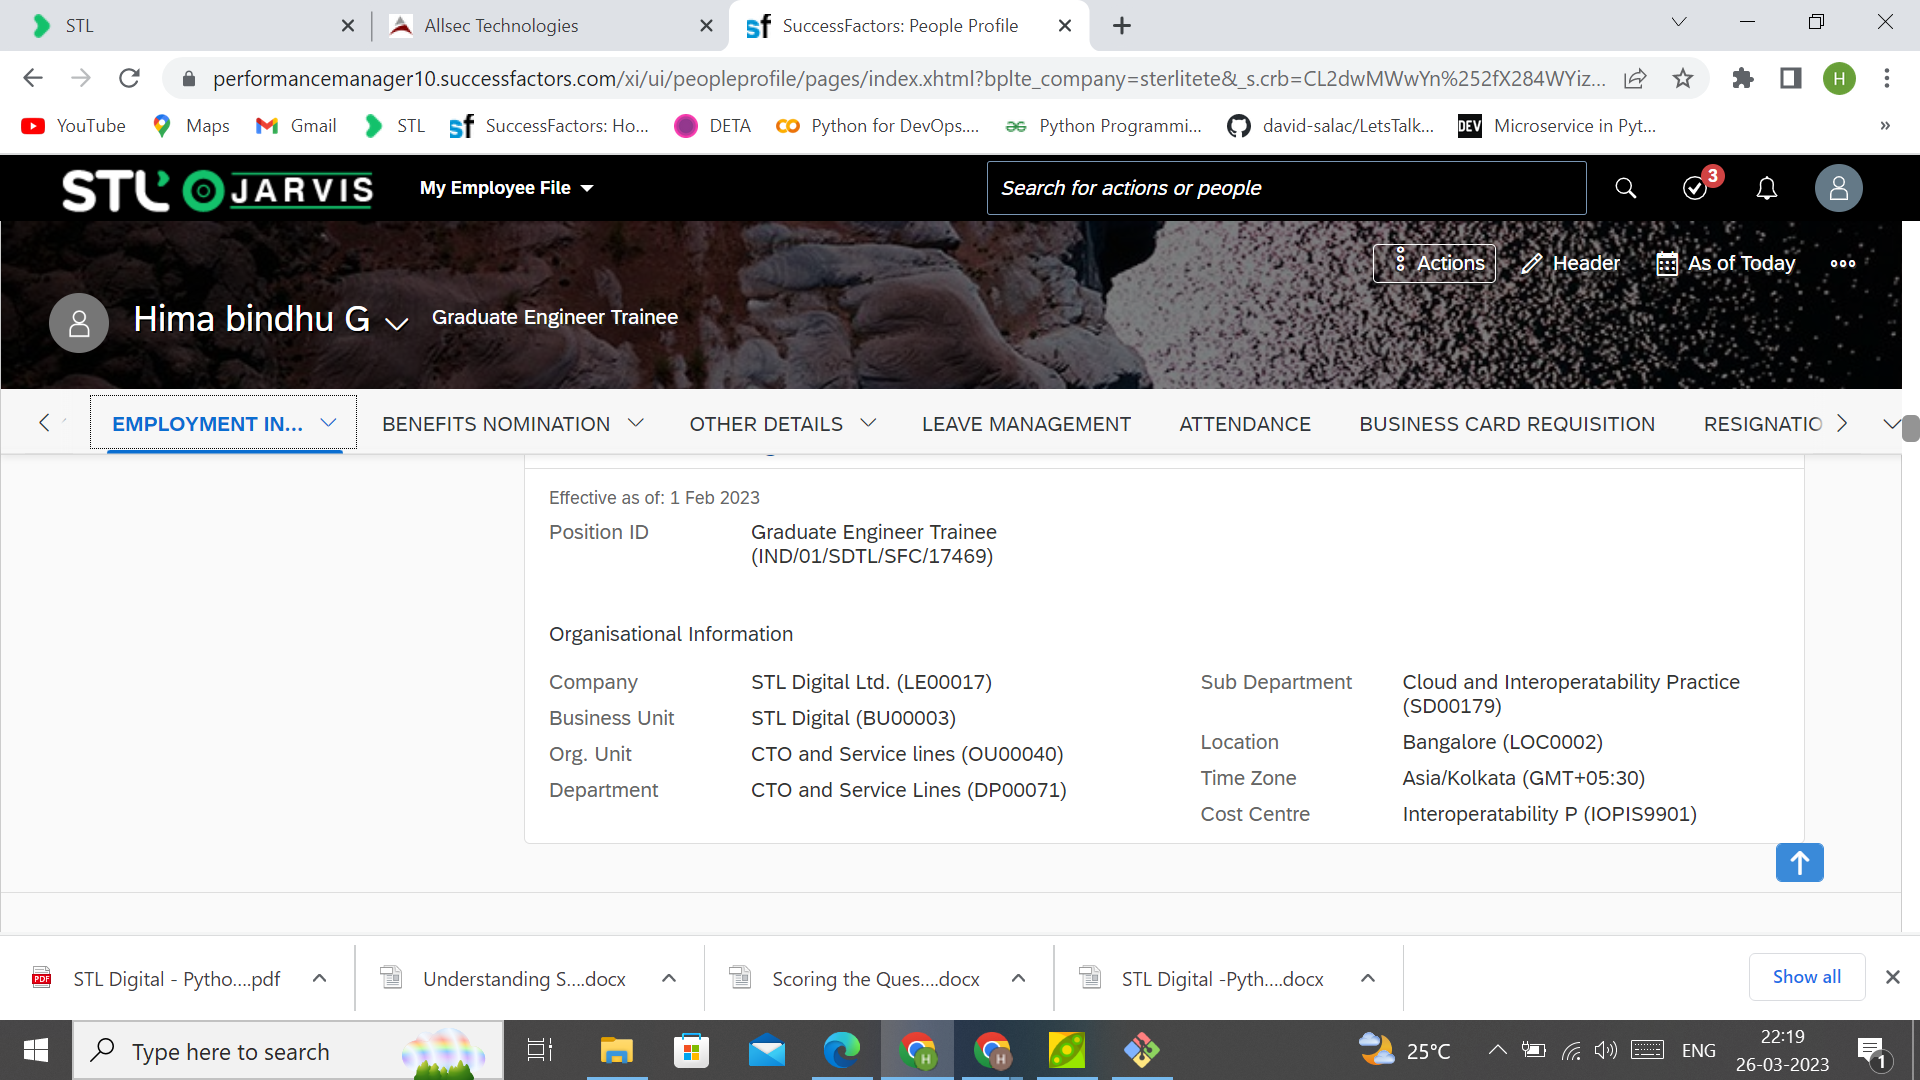 STL
Allsec Technologies
SuccessFactors: People Profile
performancemanager10.successfactors.com/xi/ui/peopleprofile/pages/index.xhtml?bplte_company=sterlitete&_s.crb=CL2dwMWwYn%252fX284WYiz...
H
YouTube
Maps
Gmail
STL
SuccessFactors: Ho...
DETA
Python for DevOps....
Python Programmi...
david-salac/LetsTalk...
DEV
Microservice in Pyt...
»
STL JARVIS
My Employee File
Search for actions or people
3
Actions
Header
As of Today
Hima bindhu G
Graduate Engineer Trainee
EMPLOYMENT IN...
BENEFITS NOMINATION
OTHER DETAILS
LEAVE MANAGEMENT
ATTENDANCE
BUSINESS CARD REQUISITION
RESIGNATIO
Effective as of: 1 Feb 2023
Position ID
Graduate Engineer Trainee
(IND/01/SDTL/SFC/17469)
Organisational Information
Company
STL Digital Ltd. (LE00017)
Business Unit
STL Digital (BU00003)
Org. Unit
CTO and Service lines (OU00040)
Department
CTO and Service Lines (DP00071)
Sub Department
Cloud and Interoperatability Practice
(SD00179)
Location
Bangalore (LOC0002)
Time Zone
Asia/Kolkata (GMT+05:30)
Cost Centre
Interoperatability P (IOPIS9901)
STL Digital - Pytho....pdf
Understanding S....docx
Scoring the Ques....docx
STL Digital -Pyth....docx
Show all
Type here to search
25°C
ENG
22:19
26-03-2023
1